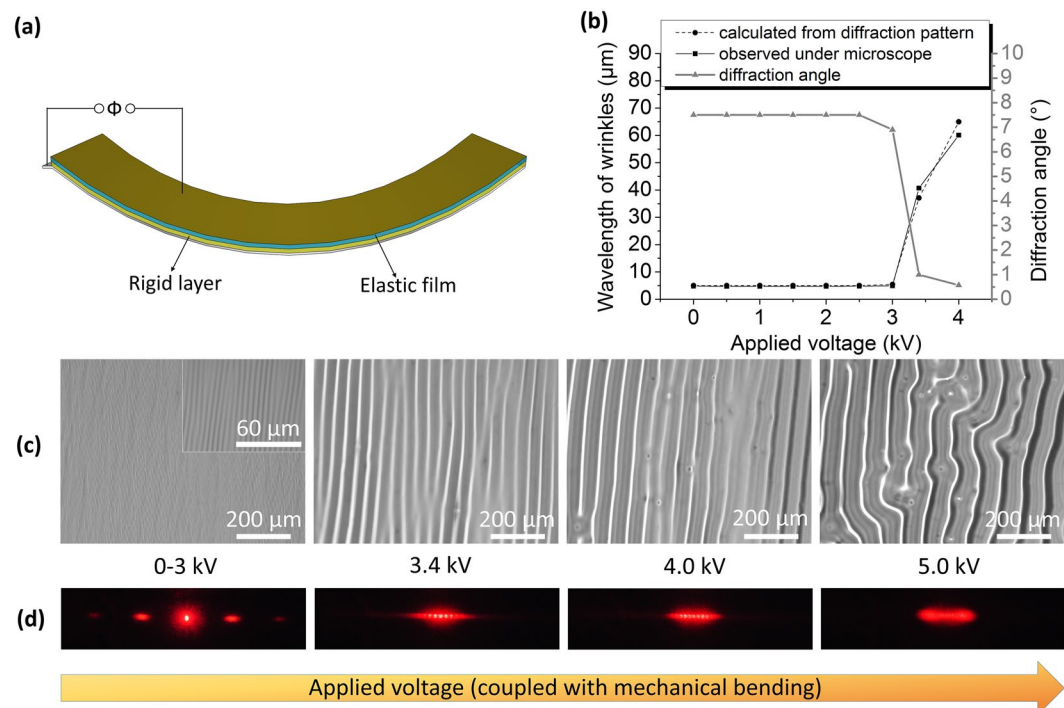 (a)
Φ
Rigid layer
Elastic film
(b)
calculated from diffraction pattern
observed under microscope
diffraction angle
Wavelength of wrinkles (µm)
90
80
70
60
50
40
30
20
10
5
0
10
9
8
7
6
5
4
3
2
1
0
Diffraction angle (°)
0 1 2 3 4
Applied voltage (kV)
(c)
60 µm
200 µm 200 µm 200 µm 200 µm
0-3 kV 3.4 kV 4.0 kV 5.0 kV
(d)
Applied voltage (coupled with mechanical bending)